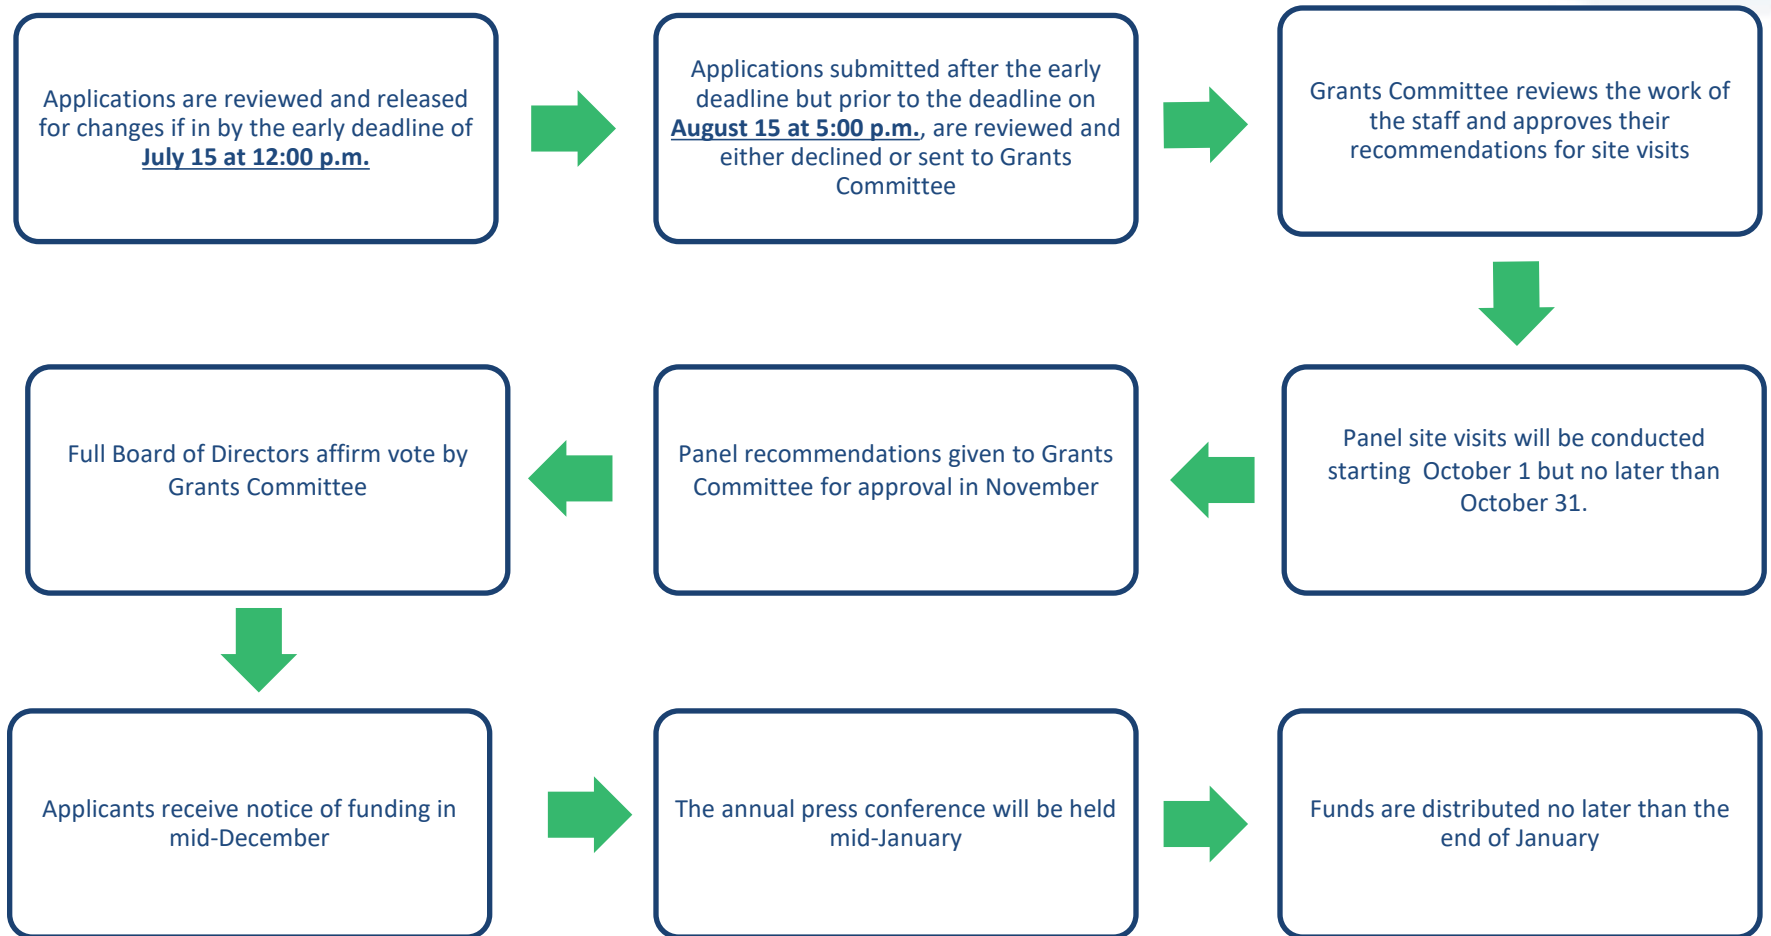 Applications are reviewed and released
for changes if in by the early deadline of
July 15 at 12:00 p.m.
Applications submitted after the early
deadline but prior to the deadline on
August 15 at 5:00 p.m., are reviewed and
either declined or sent to Grants
Committee
Grants Committee reviews the work of
the staff and approves their
recommendations for site visits
Panel site visits will be conducted
starting  October 1 but no later than
October 31.
Panel recommendations given to Grants
Committee for approval in November
Full Board of Directors affirm vote by
Grants Committee
Applicants receive notice of funding in
mid-December
The annual press conference will be held
mid-January
Funds are distributed no later than the
end of January